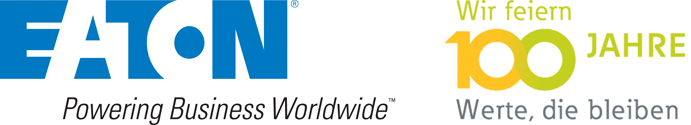 EATON®
Powering Business Worldwide™
Wir feiern
100 JAHRE
Werte, die bleiben